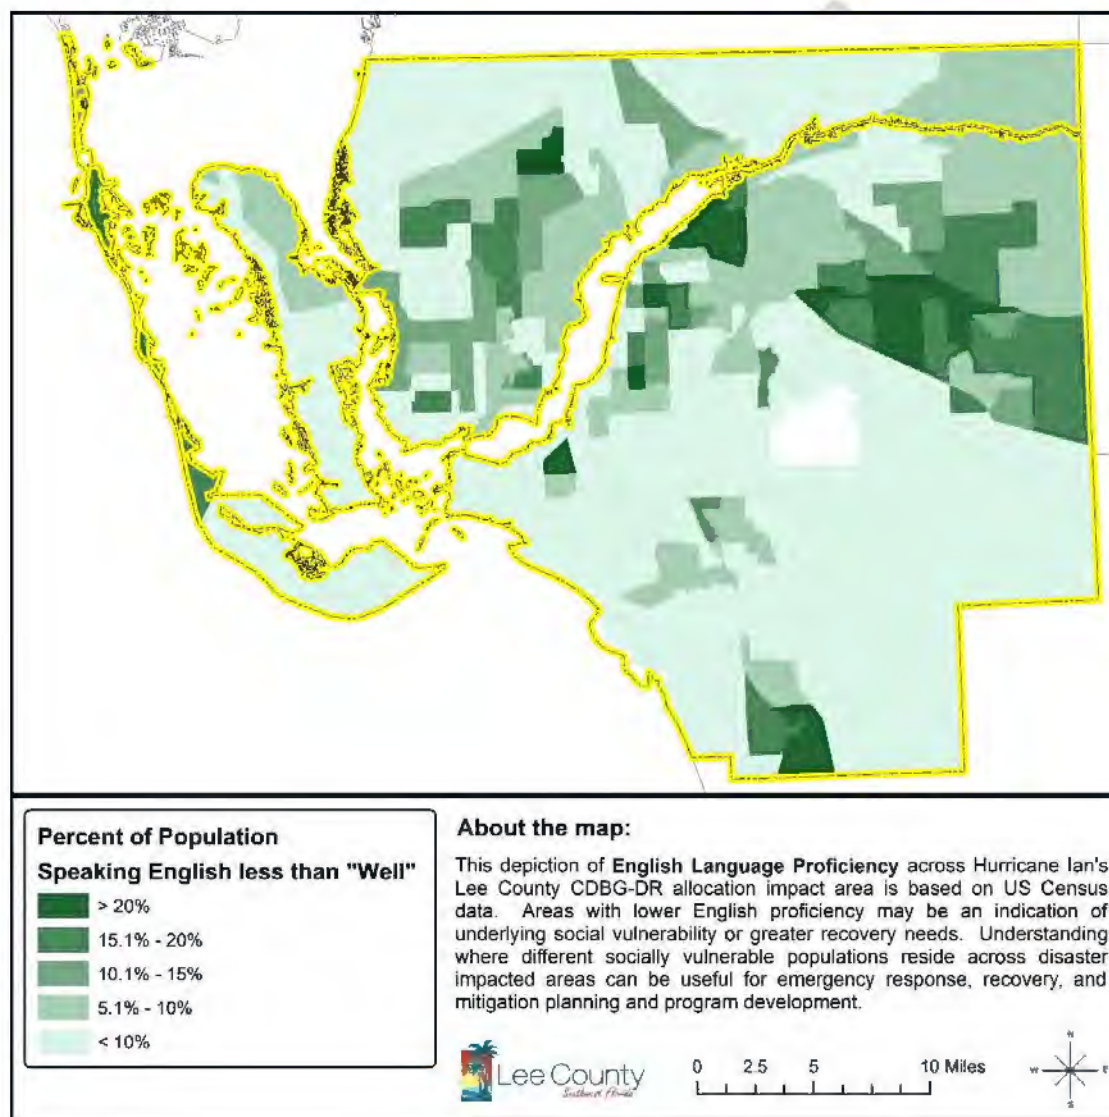 Percent of Population
Speaking English less than "Well"
> 20%
15.1% - 20%
10.1% - 15%
5.1% - 10%
< 10%
About the map:
This depiction of English Language Proficiency across Hurricane Ian's
Lee County CDBG-DR allocation impact area is based on US Census
data. Areas with lower English proficiency may be an indication of
underlying social vulnerability or greater recovery needs. Understanding
where different socially vulnerable populations reside across disaster
impacted areas can be useful for emergency response, recovery, and
mitigation planning and program development.
Lee County
Southwest Florida
0 2.5 5 10 Miles
N
W E
S